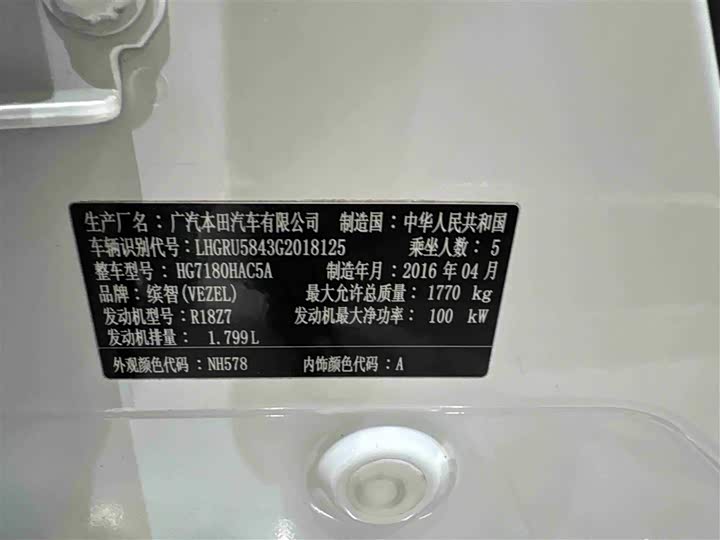 生产厂名：广汽本田汽车有限公司 制造国：中华人民共和国
车辆识别代号：LHGRU5843G2018125 乘坐人数：5
整车型号：HG7180HAC5A 制造年月：2016 年 04 月
品牌：缤智(VEZEL) 最大允许总质量：1770 kg
发动机型号：R18Z7 发动机最大净功率：100 kW
发动机排量：1.799L
外观颜色代码：NH578 内饰颜色代码：A